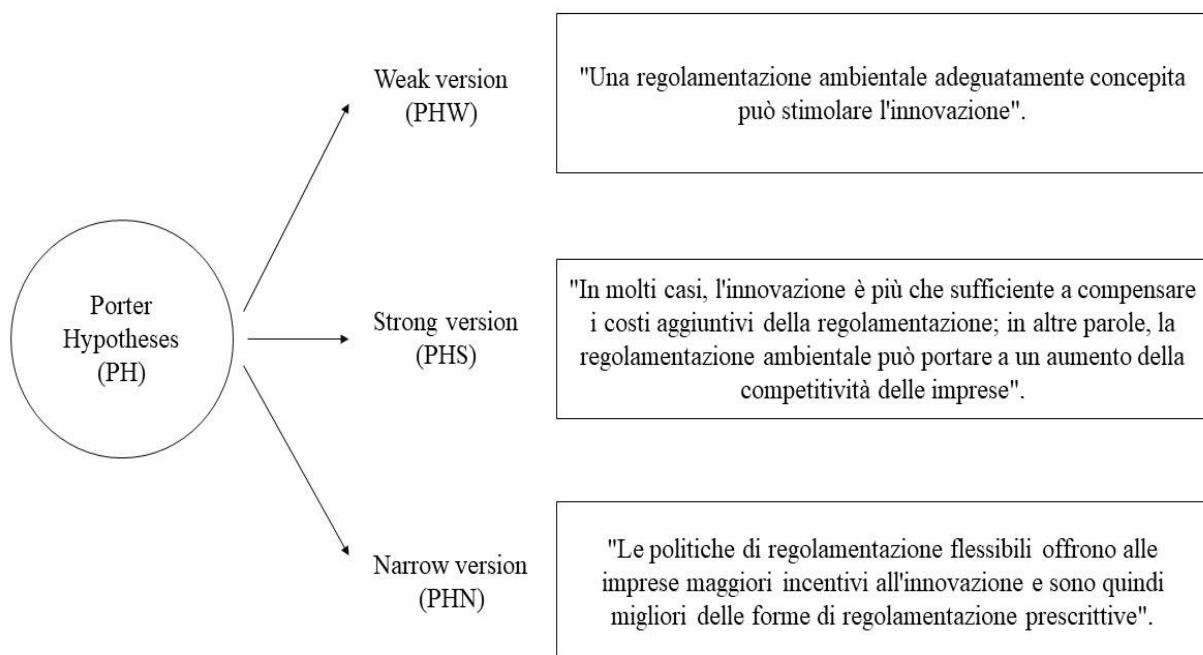 Porter
Hypotheses
(PH)
Weak version
(PHW)
"Una regolamentazione ambientale adeguatamente concepita
può stimolare l'innovazione".
Strong version
(PHS)
"In molti casi, l'innovazione è più che sufficiente a compensare
i costi aggiuntivi della regolamentazione; in altre parole, la
regolamentazione ambientale può portare a un aumento della
competitività delle imprese".
Narrow version
(PHN)
"Le politiche di regolamentazione flessibili offrono alle
imprese maggiori incentivi all'innovazione e sono quindi
migliori delle forme di regolamentazione prescrittive".